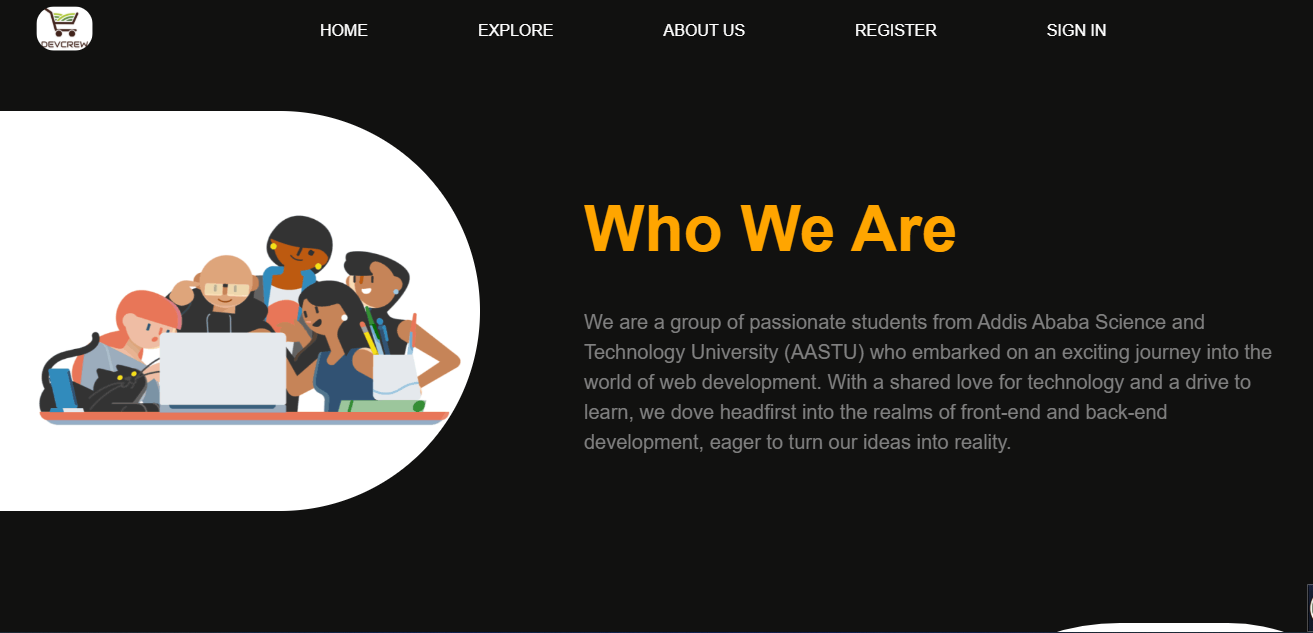 DEVCREW
HOME
EXPLORE
ABOUT US
REGISTER
SIGN IN
Who We Are
We are a group of passionate students from Addis Ababa Science and
Technology University (AASTU) who embarked on an exciting journey into the
world of web development. With a shared love for technology and a drive to
learn, we dove headfirst into the realms of front-end and back-end
development, eager to turn our ideas into reality.